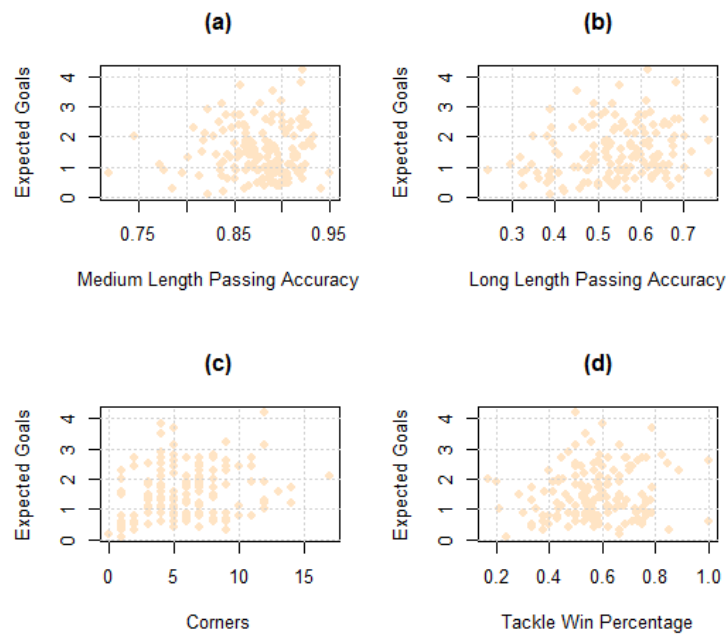 (a)
Expected Goals
4
3
2
1
0
0.75 0.85 0.95
Medium Length Passing Accuracy
(b)
Expected Goals
4
3
2
1
0
0.3 0.4 0.5 0.6 0.7
Long Length Passing Accuracy
(c)
Expected Goals
4
3
2
1
0
0 5 10 15
Corners
(d)
Expected Goals
4
3
2
1
0
0.2 0.4 0.6 0.8 1.0
Tackle Win Percentage